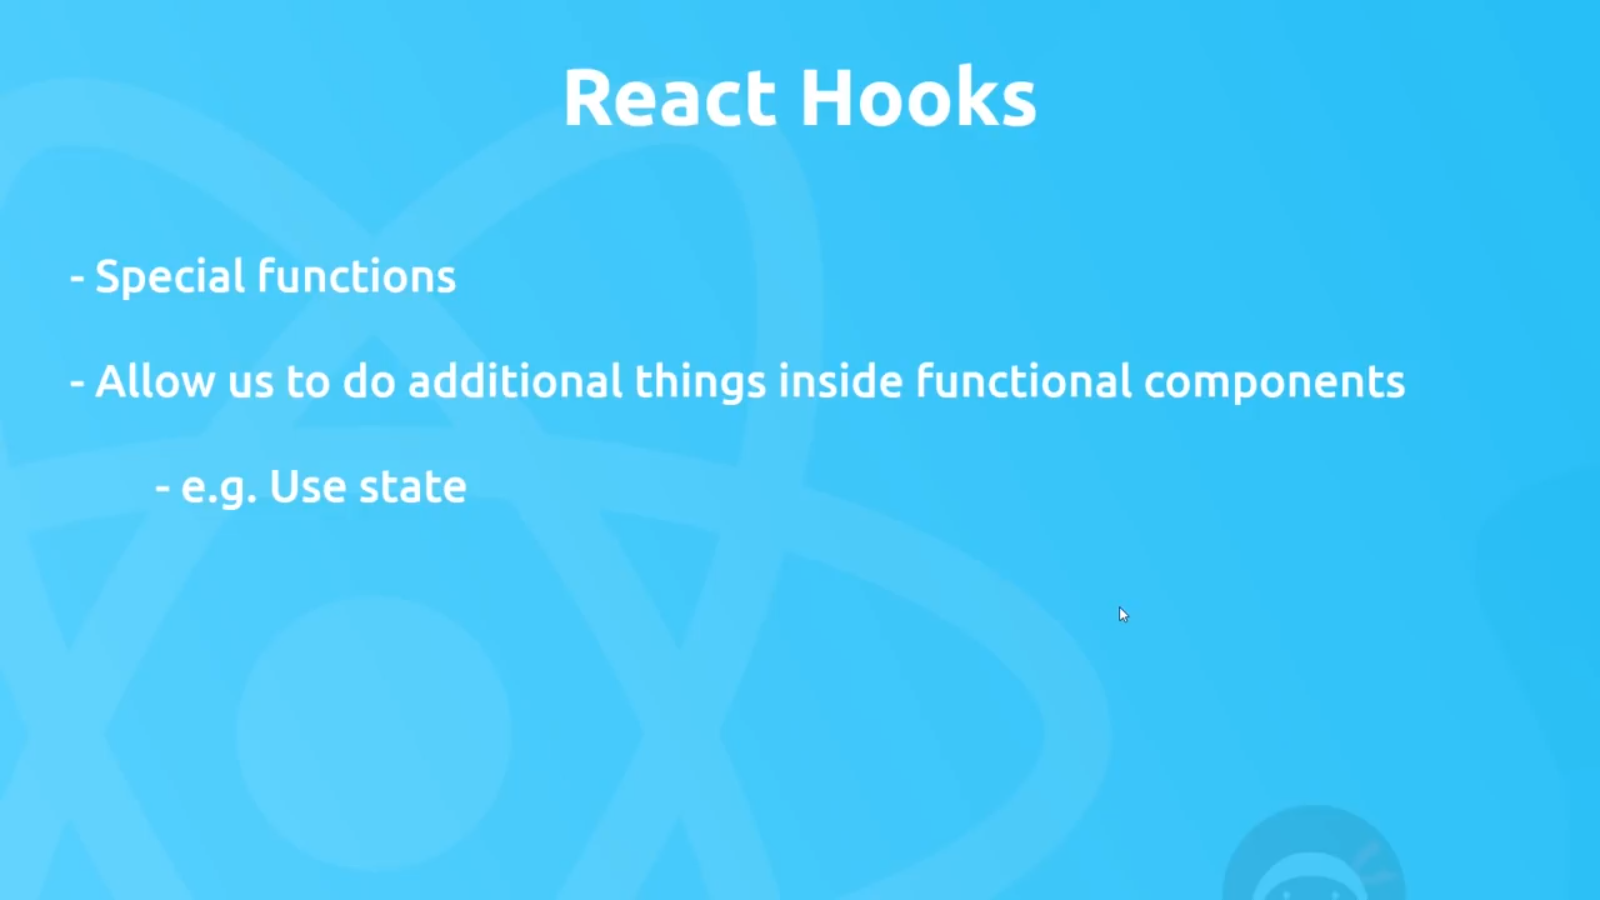 React Hooks
- Special functions
- Allow us to do additional things inside functional components
- e.g. Use state